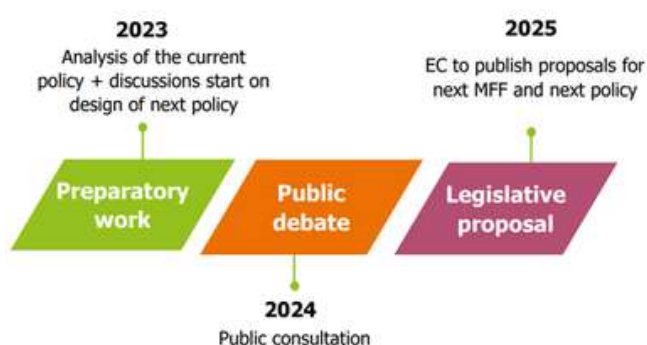 2023
Analysis of the current
policy + discussions start on
design of next policy
2025
EC to publish proposals for
next MFF and next policy
Preparatory
work
Public
debate
Legislative
proposal
2024
Public consultation